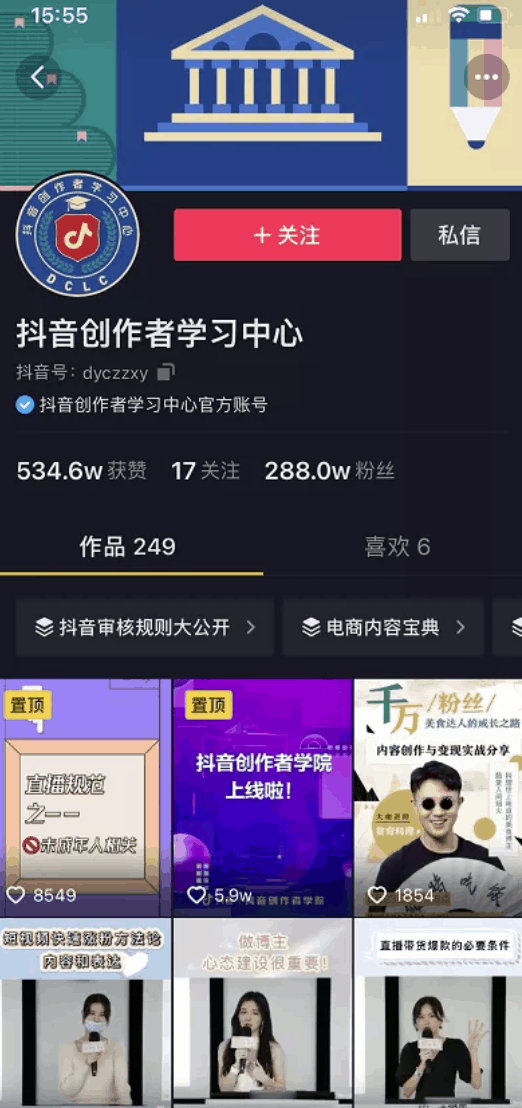 15:55
抖音创作者学习中心
DCLC
+ 关注
私信
抖音创作者学习中心
抖音号：dyczzxy
抖音创作者学习中心官方账号
534.6w 获赞 17 关注 288.0w 粉丝
作品 249
喜欢 6
抖音审核规则大公开
电商内容宝典
置顶
直播规范
之一
未成年人相关
8549
置顶
抖音创作者学院
上线啦！
抖音创作者学院
5.9w
千万/粉丝/
美食达人的成长之路
内容创作与变现实战分享
1854
短视频快速涨粉方法论
内容和表达
做博主
心态建设很重要！
直播带货爆款的必要条件